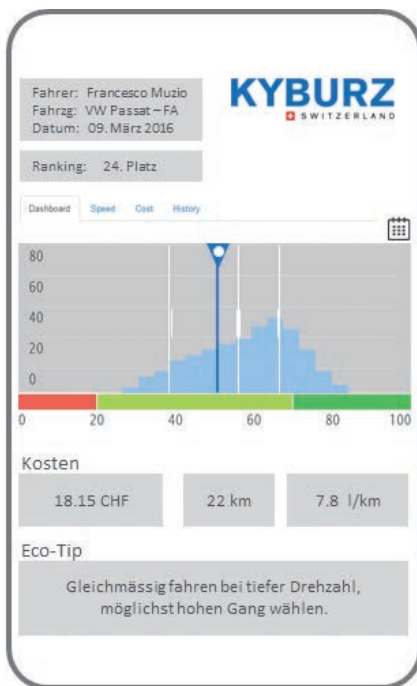 Fahrer: Francesco Muzio
Fahrzg: VW Passat – FA
Datum: 09. März 2016
KYBURZ
SWITZERLAND
Ranking: 24. Platz
Dashboard Speed Cost History
80
60
40
20
0
0 20 40 60 80 100
Kosten
18.15 CHF 22 km 7.8 l/km
Eco-Tip
Gleichmässig fahren bei tiefer Drehzahl,
möglichst hohen Gang wählen.